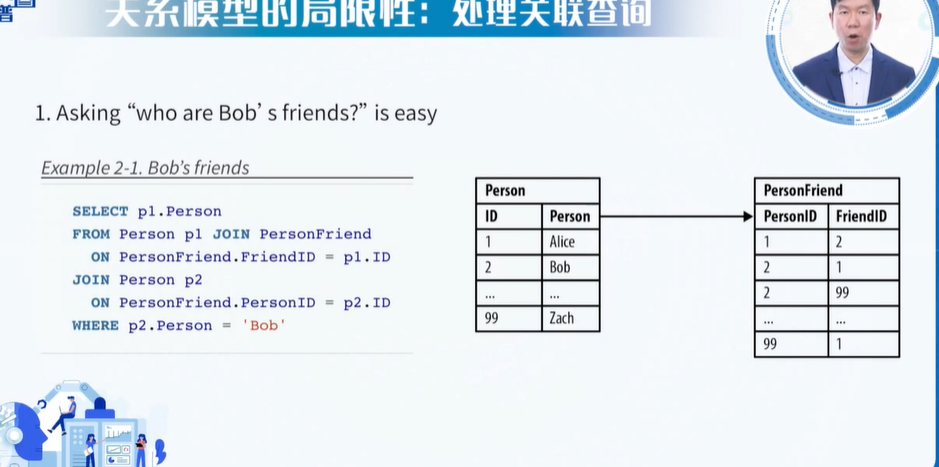 关系模型的局限性：处理关联查询
1. Asking “who are Bob’ s friends?” is easy
Example 2-1. Bob’s friends
SELECT p1.Person
FROM Person p1 JOIN PersonFriend
ON PersonFriend.FriendID = p1.ID
JOIN Person p2
ON PersonFriend.PersonID = p2.ID
WHERE p2.Person = 'Bob'
Person
ID Person
1 Alice
2 Bob
... ...
99 Zach
PersonFriend
PersonID FriendID
1 2
2 1
2 99
... ...
99 1